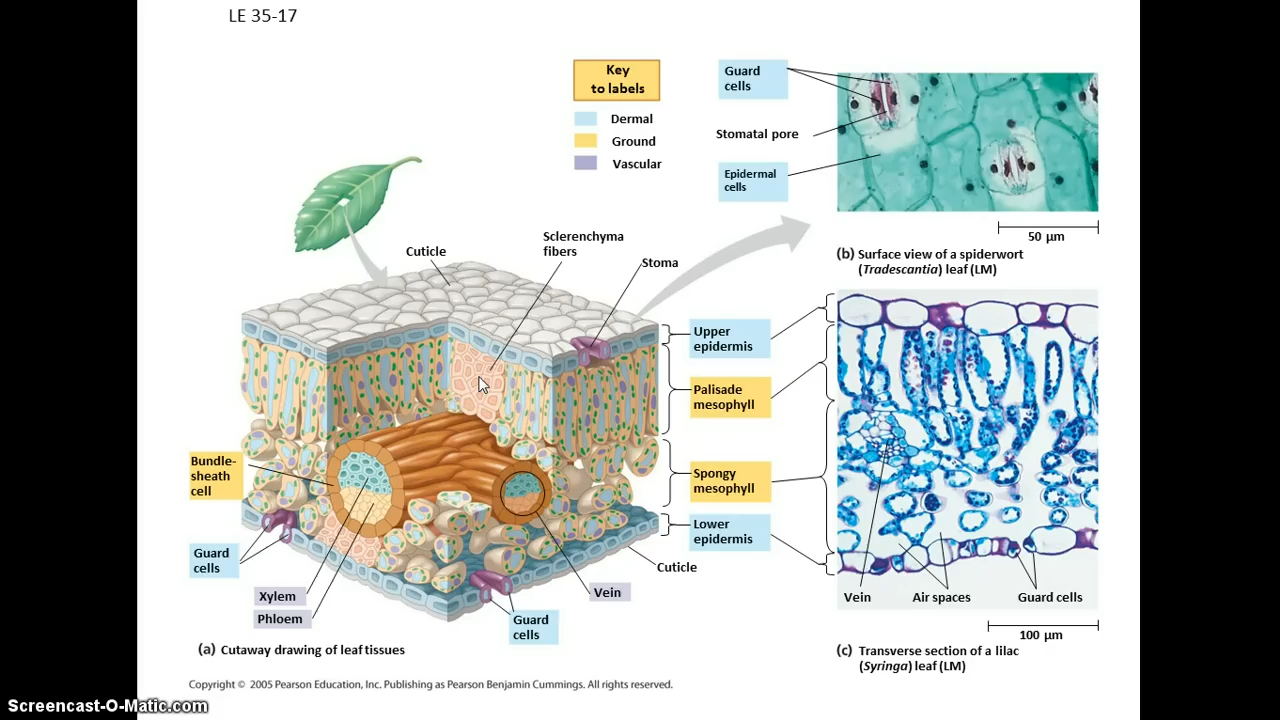 LE 35-17
Key
to labels
Dermal
Ground
Vascular
Guard
cells
Stomatal pore
Epidermal
cells
50 µm
(b) Surface view of a spiderwort
(Tradescantia) leaf (LM)
Cuticle
Sclerenchyma
fibers
Stoma
Upper
epidermis
Palisade
mesophyll
Spongy
mesophyll
Lower
epidermis
Cuticle
Bundle-
sheath
cell
Guard
cells
Xylem
Phloem
Vein
Guard
cells
Vein
Air spaces
Guard cells
100 µm
(a) Cutaway drawing of leaf tissues
(c) Transverse section of a lilac
(Syringa) leaf (LM)
Copyright © 2005 Pearson Education, Inc. Publishing as Pearson Benjamin Cummings. All rights reserved.
Screencast-O-Matic.com